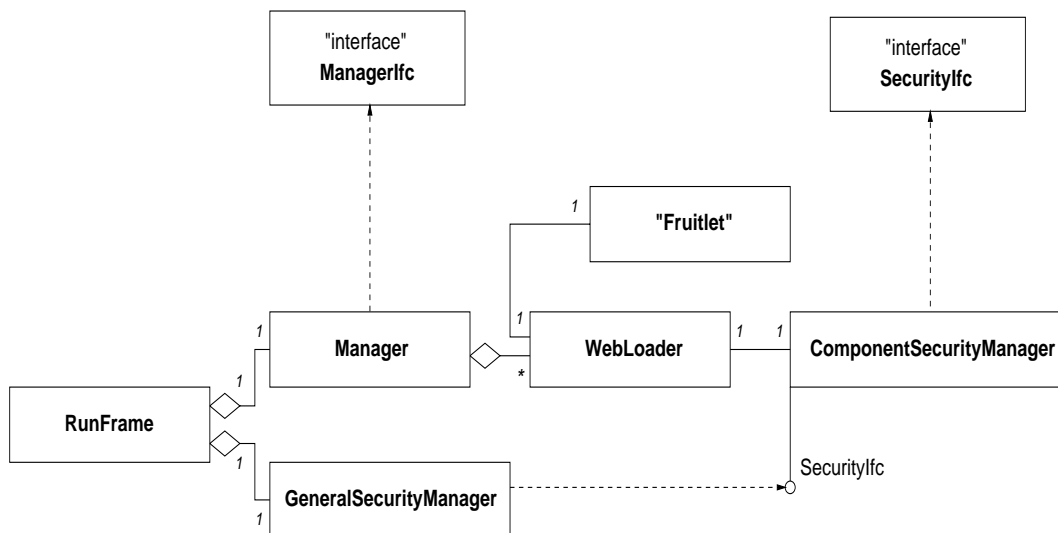 "interface"
ManagerIfc
"interface"
SecurityIfc
1
"Fruitlet"
1
Manager
1
WebLoader
1
1
ComponentSecurityManager
*
1
RunFrame
1
GeneralSecurityManager
1
SecurityIfc